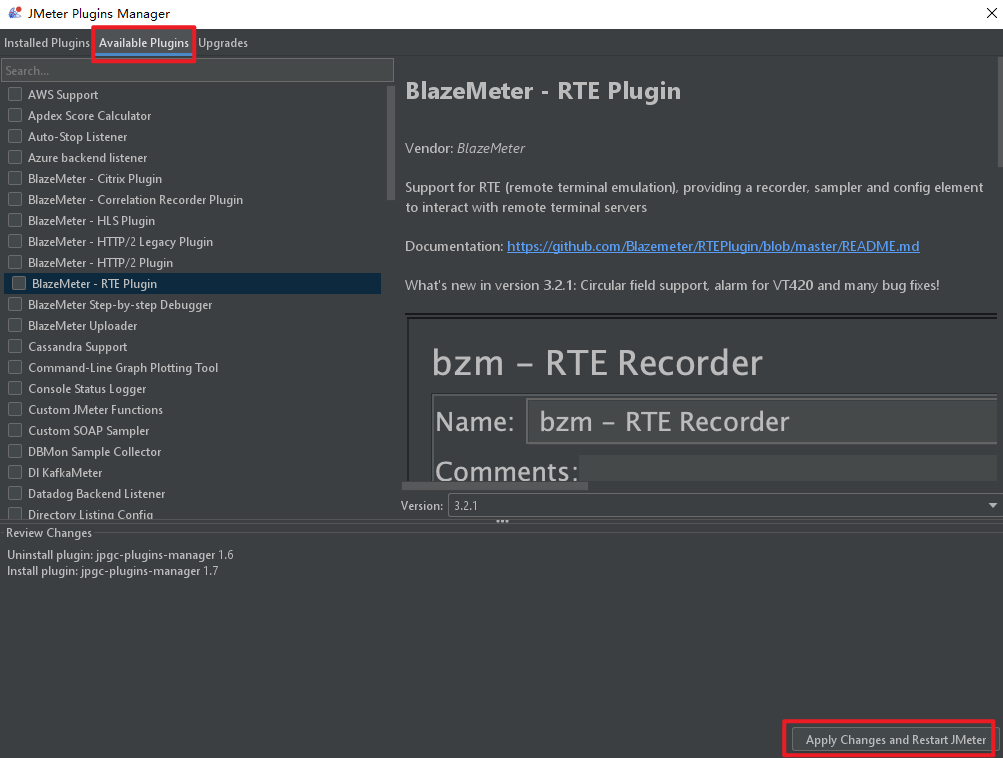 JMeter Plugins Manager
Installed Plugins Available Plugins Upgrades
Search...
AWS Support
Apdex Score Calculator
Auto-Stop Listener
Azure backend listener
BlazeMeter - Citrix Plugin
BlazeMeter - Correlation Recorder Plugin
BlazeMeter - HLS Plugin
BlazeMeter - HTTP/2 Legacy Plugin
BlazeMeter - HTTP/2 Plugin
BlazeMeter - RTE Plugin
BlazeMeter Step-by-step Debugger
BlazeMeter Uploader
Cassandra Support
Command-Line Graph Plotting Tool
Console Status Logger
Custom JMeter Functions
Custom SOAP Sampler
DBMon Sample Collector
DI KafkaMeter
Datadog Backend Listener
Directory Listing Config
BlazeMeter - RTE Plugin
Vendor: BlazeMeter
Support for RTE (remote terminal emulation), providing a recorder, sampler and config element
to interact with remote terminal servers
Documentation: https://github.com/Blazemeter/RTEPlugin/blob/master/README.md
What's new in version 3.2.1: Circular field support, alarm for VT420 and many bug fixes!
bzm – RTE Recorder
Name: bzm – RTE Recorder
Comments:
Version: 3.2.1
Review Changes
Uninstall plugin: jpgc-plugins-manager 1.6
Install plugin: jpgc-plugins-manager 1.7
Apply Changes and Restart JMeter